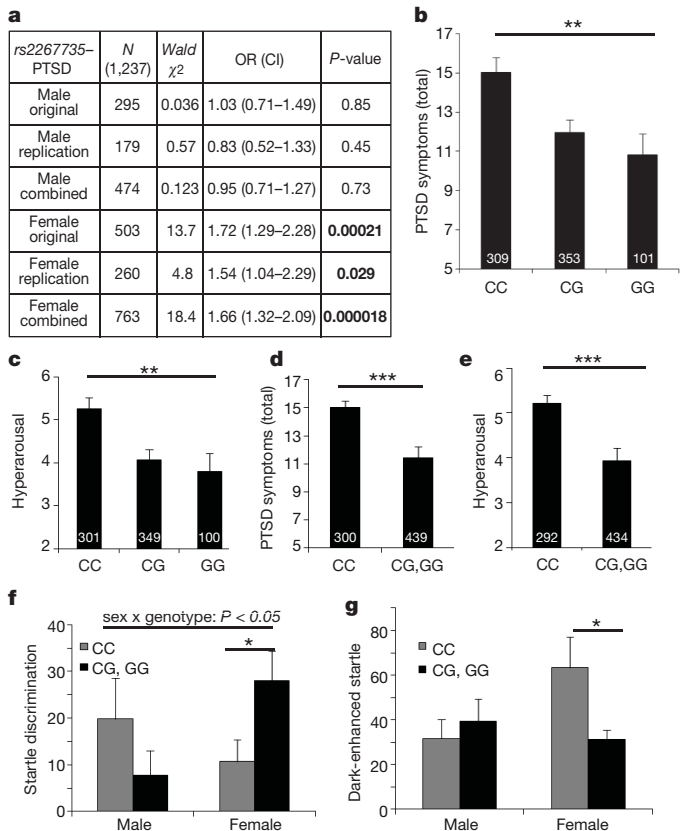 a
rs2267735–PTSD N (1,237) Wald χ2 OR (CI) P-value
Male original 295 0.036 1.03 (0.71–1.49) 0.85
Male replication 179 0.57 0.83 (0.52–1.33) 0.45
Male combined 474 0.123 0.95 (0.71–1.27) 0.73
Female original 503 13.7 1.72 (1.29–2.28) 0.00021
Female replication 260 4.8 1.54 (1.04–2.29) 0.029
Female combined 763 18.4 1.66 (1.32–2.09) 0.000018
b
**
PTSD symptoms (total)
17
15
13
11
9
7
5
309 353 101
CC CG GG
c
**
Hyperarousal
6
5
4
3
2
301 349 100
CC CG GG
d
***
PTSD symptoms (total)
17
15
13
11
9
7
5
300 439
CC CG,GG
e
***
Hyperarousal
6
5
4
3
2
292 434
CC CG,GG
f
sex x genotype: P < 0.05
*
CC
CG, GG
Startle discrimination
40
30
20
10
0
Male Female
g
*
CC
CG, GG
Dark-enhanced startle
80
60
40
20
0
Male Female